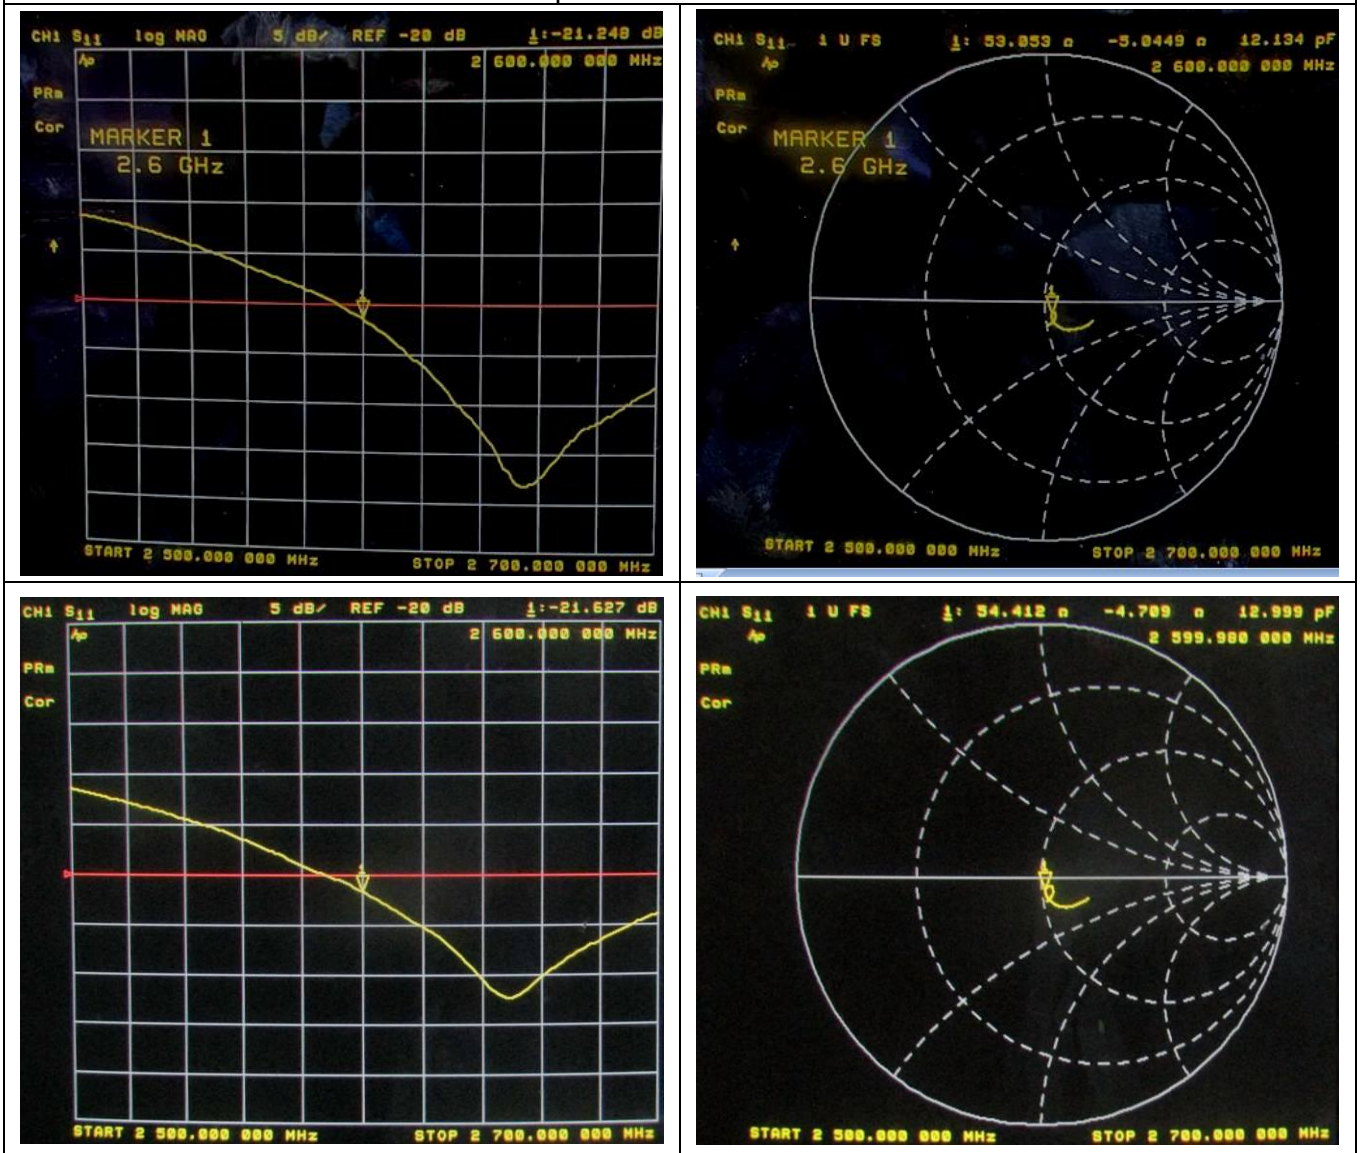 CH1 S11 log MAG 5 dB/ REF -20 dB 1:-21.248 dB
2 600.000 000 MHz
PRm
Cor
MARKER 1
2.6 GHz
1
START 2 500.000 000 MHz STOP 2 700.000 000 MHz
CH1 S11 1 U FS 1: 53.053 Ω -5.0449 Ω 12.134 pF
2 600.000 000 MHz
PRm
Cor
MARKER 1
2.6 GHz
1
START 2 500.000 000 MHz STOP 2 700.000 000 MHz
CH1 S11 log MAG 5 dB/ REF -20 dB 1:-21.627 dB
2 600.000 000 MHz
PRm
Cor
1
START 2 500.000 000 MHz STOP 2 700.000 000 MHz
CH1 S11 1 U FS 1: 54.412 Ω -4.709 Ω 12.999 pF
2 599.980 000 MHz
PRm
Cor
1
START 2 500.000 000 MHz STOP 2 700.000 000 MHz